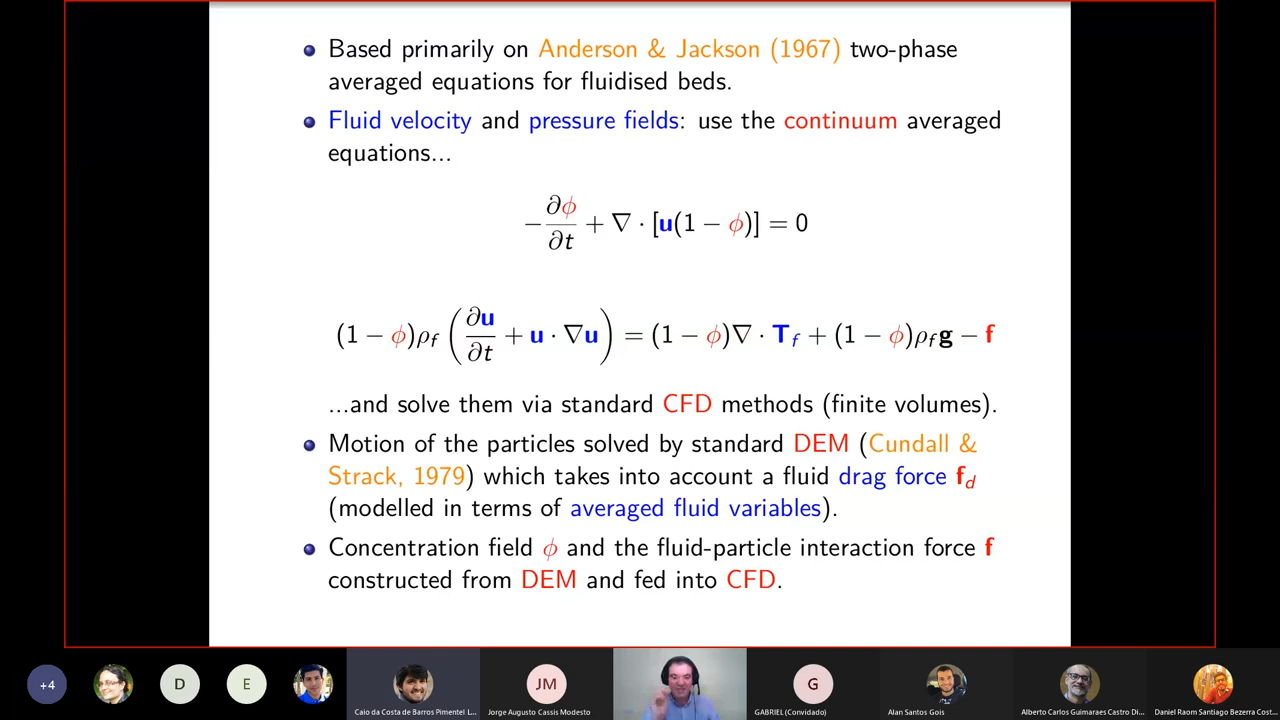 Based primarily on Anderson & Jackson (1967) two-phase
averaged equations for fluidised beds.
Fluid velocity and pressure fields: use the continuum averaged
equations...
−∂ϕ/∂t + ∇ · [u(1 − ϕ)] = 0
(1 − ϕ)ρ_f (∂u/∂t + u · ∇u) = (1 − ϕ)∇ · T_f + (1 − ϕ)ρ_f g − f
...and solve them via standard CFD methods (finite volumes).
Motion of the particles solved by standard DEM (Cundall &
Strack, 1979) which takes into account a fluid drag force f_d
(modelled in terms of averaged fluid variables).
Concentration field ϕ and the fluid-particle interaction force f
constructed from DEM and fed into CFD.
+4
D
E
JM
G
Caio da Costa de Barros Pimentel L...
Jorge Augusto Cassis Modesto
GABRIEL (Convidado)
Alan Santos Gois
Alberto Carlos Guimaraes Castro Di...
Daniel Raom Santiago Bezerra Cost...